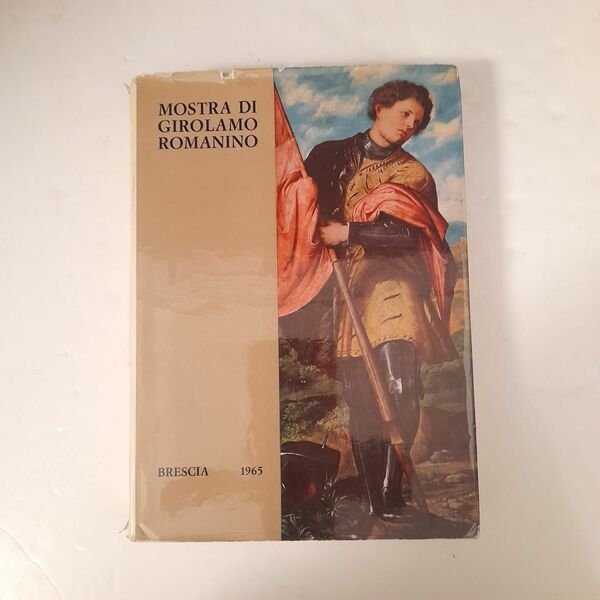 MOSTRA DI
GIROLAMO
ROMANINO
BRESCIA 1965